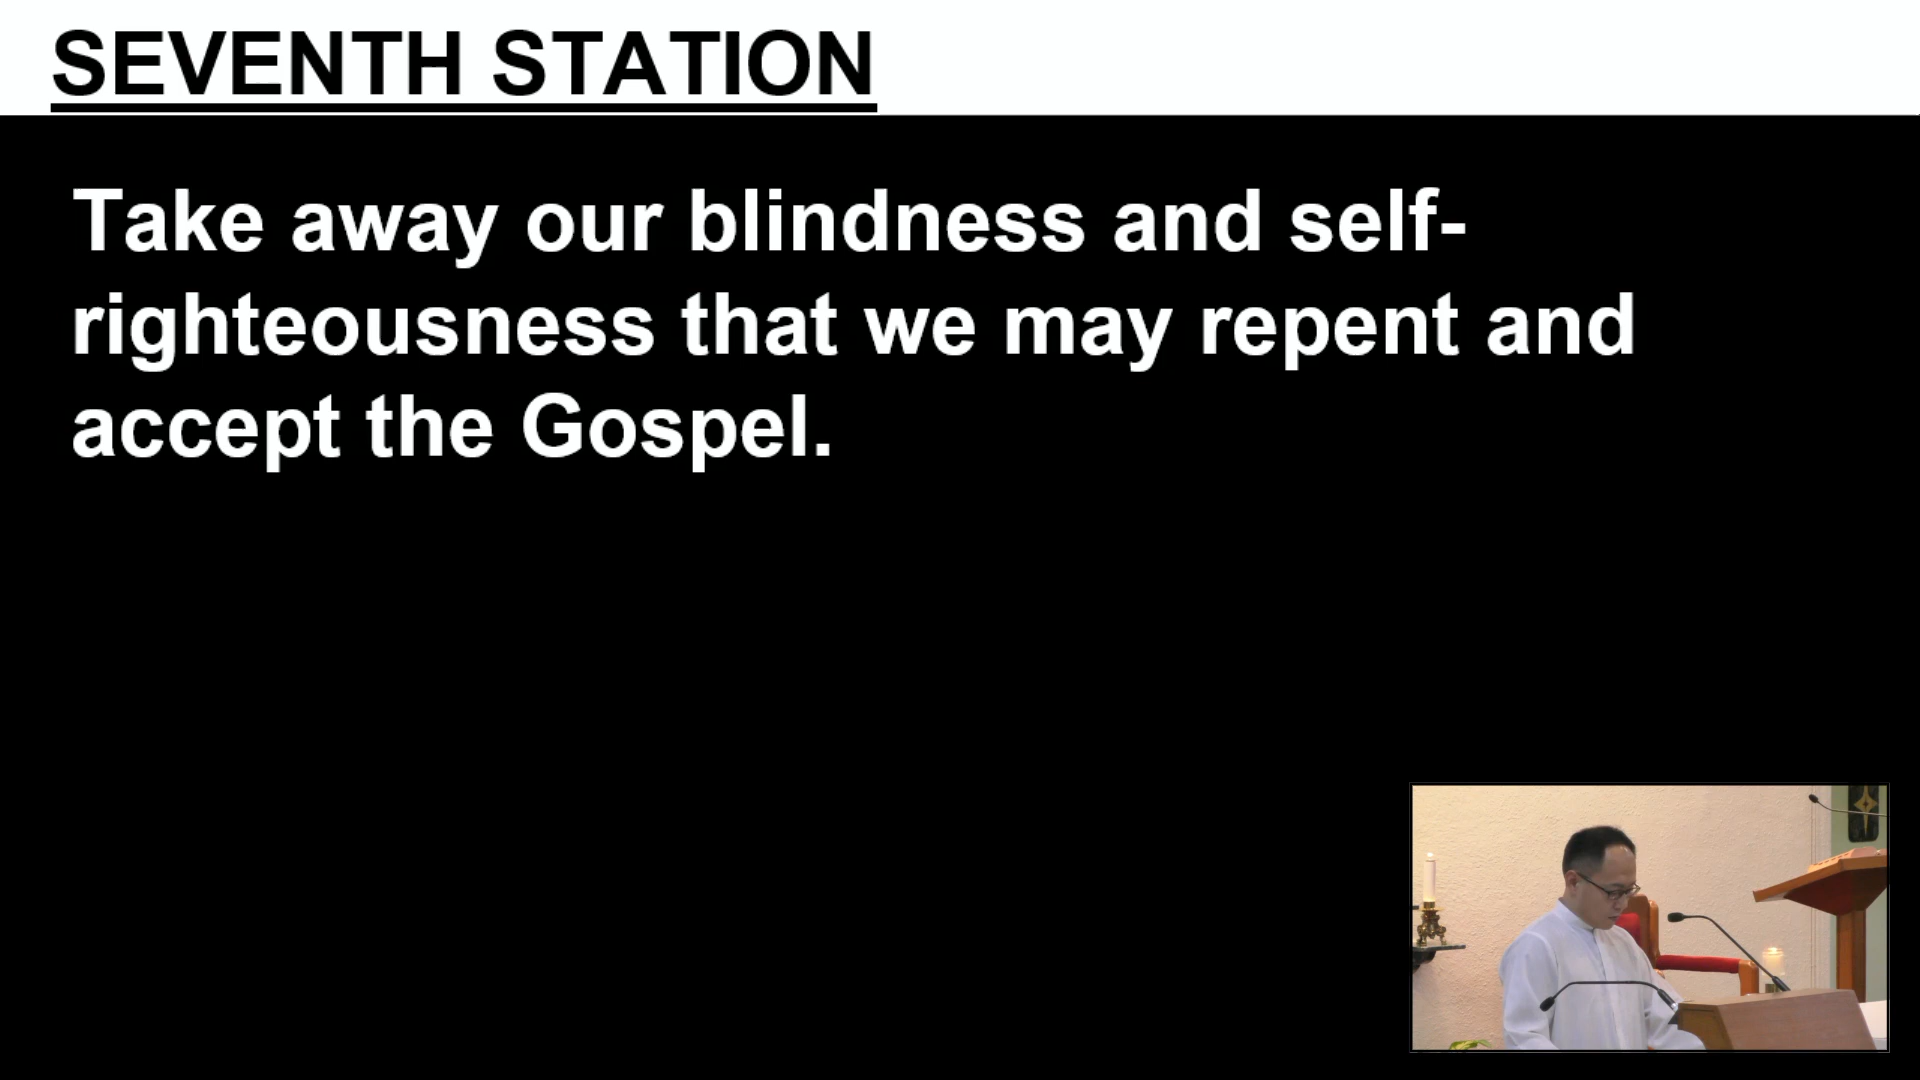 SEVENTH STATION
Take away our blindness and self-
righteousness that we may repent and
accept the Gospel.